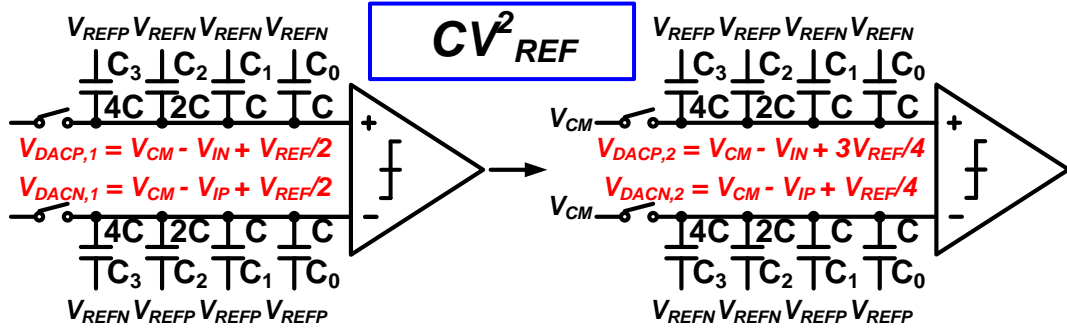 V_REFP V_REFN V_REFN V_REFN
C_3 C_2 C_1 C_0
4C 2C C C
+
V_DACP,1 = V_CM - V_IN + V_REF/2
V_DACN,1 = V_CM - V_IP + V_REF/2
−
4C 2C C C
C_3 C_2 C_1 C_0
V_REFN V_REFP V_REFP V_REFP
CV^2_REF
V_REFP V_REFP V_REFN V_REFN
C_3 C_2 C_1 C_0
4C 2C C C
V_CM
+
V_DACP,2 = V_CM - V_IN + 3V_REF/4
V_DACN,2 = V_CM - V_IP + V_REF/4
V_CM
−
4C 2C C C
C_3 C_2 C_1 C_0
V_REFN V_REFN V_REFP V_REFP